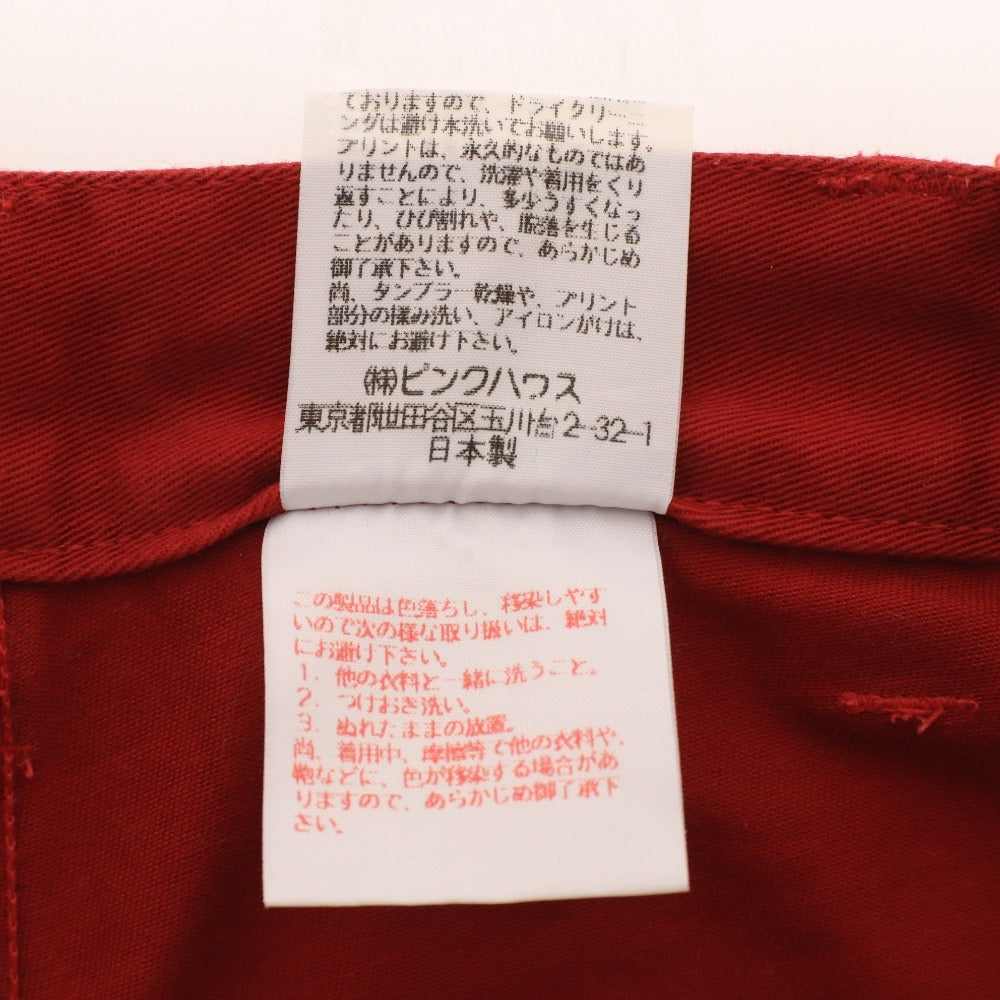 ておりますので、ドライクリーニ
ングは避け水洗いでお願いします。
プリントは、永久的なものではあ
りませんので、洗濯や着用をくり
返すことにより、多少うすくなっ
たり、ひび割れや、脱落を生じる
ことがありますので、あらかじめ
御了承下さい。
尚、タンブラー乾燥や、プリント
部分の揉み洗い、アイロンがけは、
絶対にお避け下さい。
㈱ピンクハウス
東京都世田谷区玉川台2-32-1
日本製
この製品は色落ちし、移染しやす
いので次の様な取り扱いは、絶対
にお避け下さい。
1. 他の衣料と一緒に洗うこと。
2. つけおき洗い。
3. ぬれたままの放置。
尚、着用中、摩擦等で他の衣料や、
鞄などに、色が移染する場合があ
りますので、あらかじめ御了承下
さい。